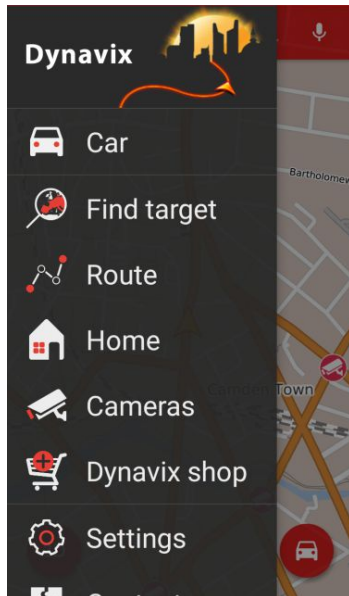 Dynavix
Car
Bartholomew
Find target
Route
Home
Camden Town
Cameras
Dynavix shop
Settings